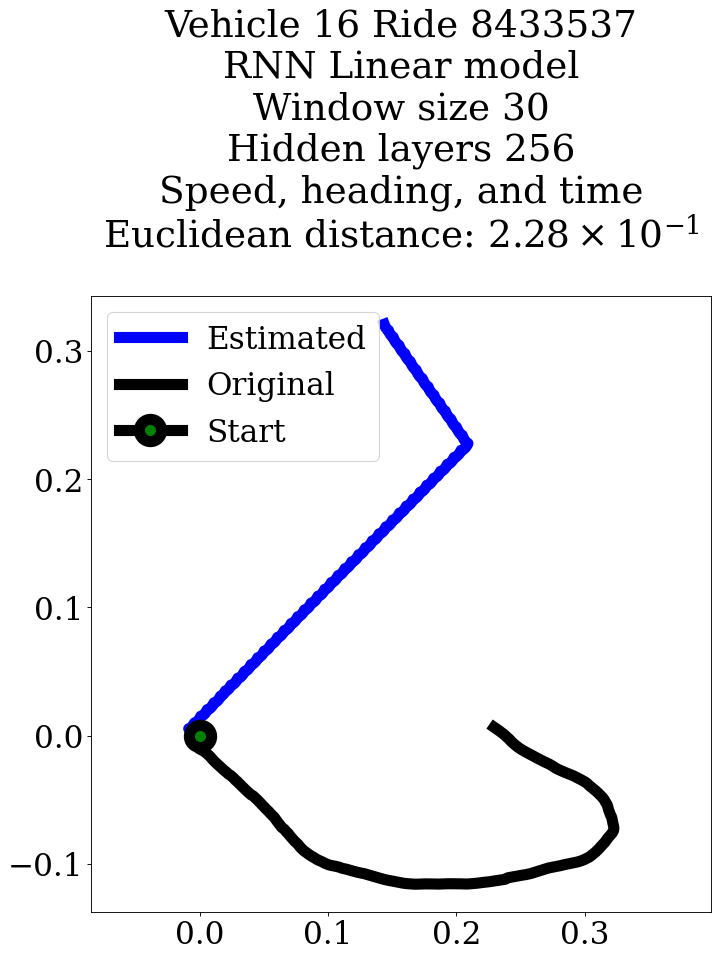 Vehicle 16 Ride 8433537
RNN Linear model
Window size 30
Hidden layers 256
Speed, heading, and time
Euclidean distance: 2.28 × 10⁻¹
Estimated
Original
Start
0.3
0.2
0.1
0.0
−0.1
0.0 0.1 0.2 0.3